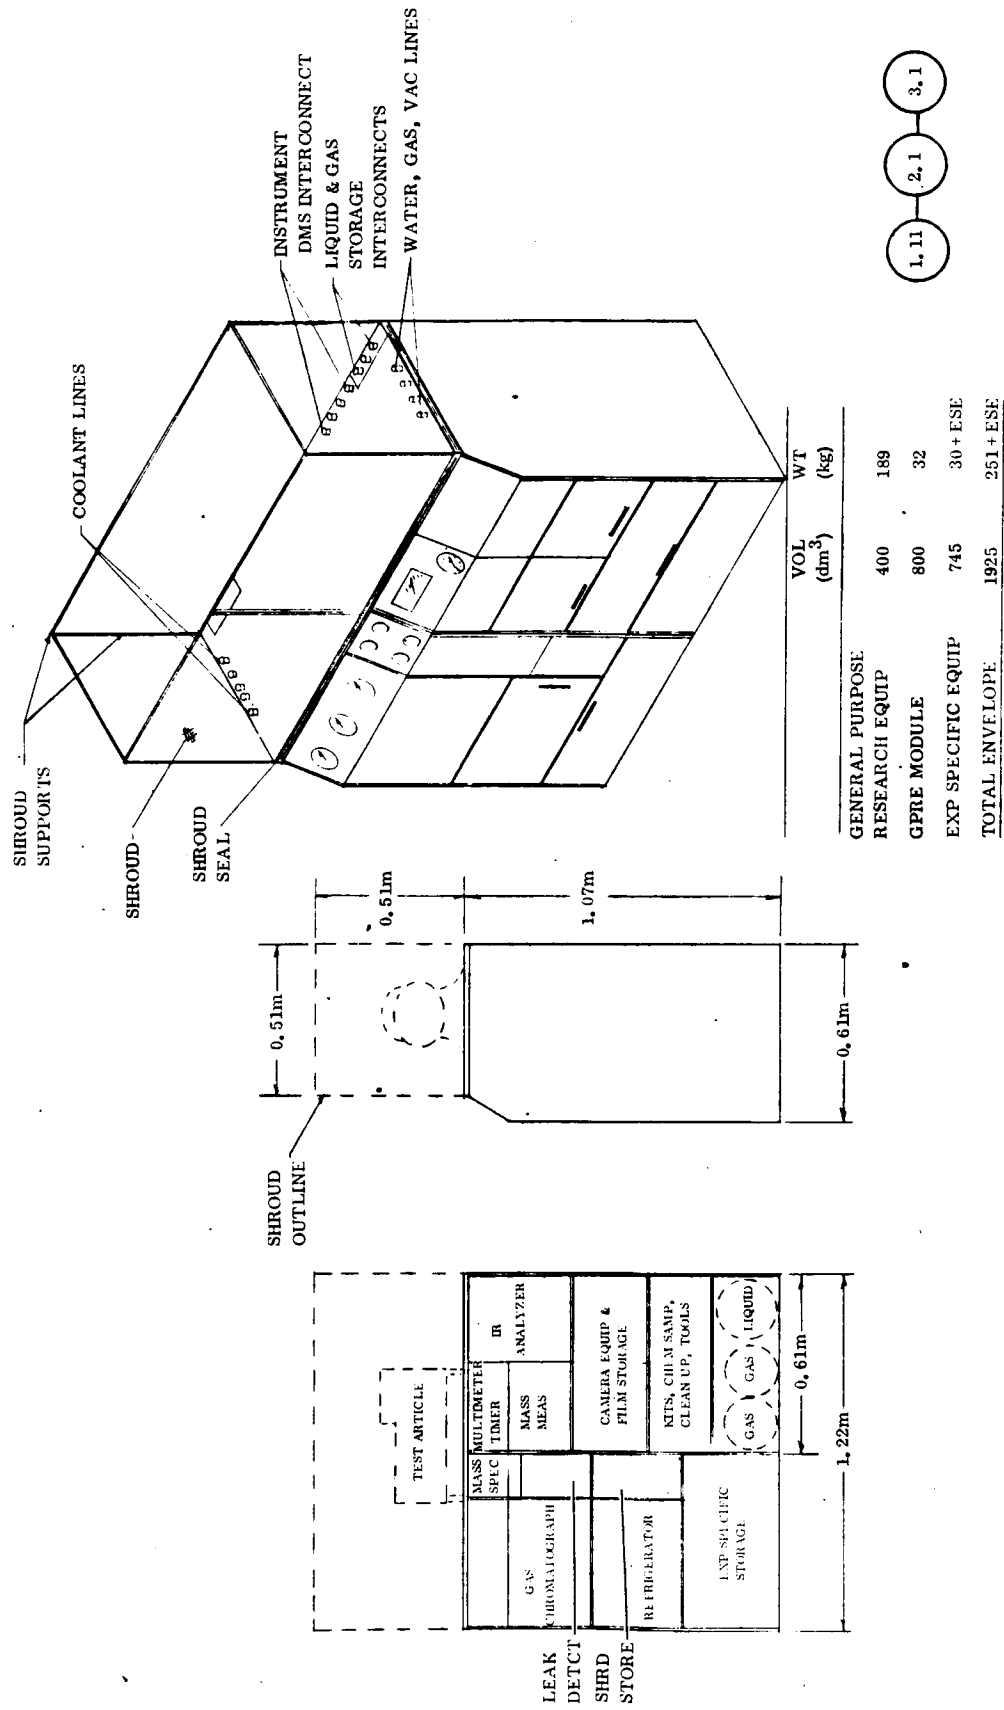 SHROUD
SUPPORTS
COOLANT LINES
SHROUD
SHROUD
SEAL
INSTRUMENT
DMS INTERCONNECT
LIQUID & GAS
STORAGE
INTERCONNECTS
WATER, GAS, VAC LINES
SHROUD
OUTLINE
0.51m
0.51m
1.07m
0.61m
TEST ARTICLE
MASS
SPEC
MULTIMETER
TIMER
IR
ANALYZER
MASS
MEAS
GAS
CHROMATOGRAPH
CAMERA EQUIP &
FILM STORAGE
REFRIGERATOR
KITS, CHEM SAMP,
CLEAN UP, TOOLS
EXP SPECIFIC
STORAGE
GAS
GAS
LIQUID
LEAK
DETCT
SHRD
STORE
0.61m
1.22m
VOL WT
(dm3) (kg)
GENERAL PURPOSE
RESEARCH EQUIP 400 189
GPRE MODULE 800 32
EXP SPECIFIC EQUIP 745 30 + ESE
TOTAL ENVELOPE 1925 251 + ESE
1.11 2.1 3.1